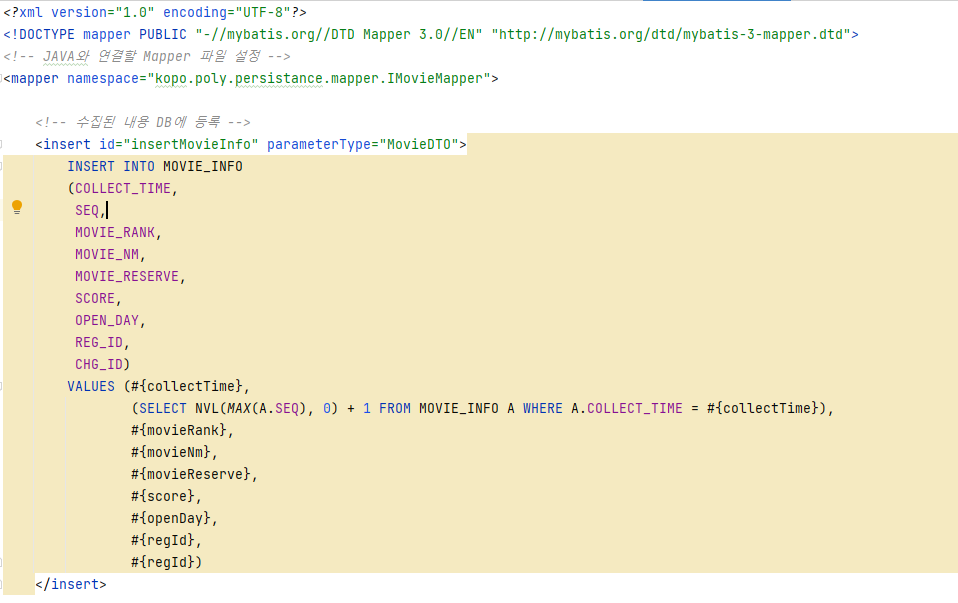 <?xml version="1.0" encoding="UTF-8"?>
<!DOCTYPE mapper PUBLIC "-//mybatis.org//DTD Mapper 3.0//EN" "http://mybatis.org/dtd/mybatis-3-mapper.dtd">
<!-- JAVA와 연결할 Mapper 파일 설정 -->
<mapper namespace="kopo.poly.persistance.mapper.IMovieMapper">
<!-- 수집된 내용 DB에 등록 -->
<insert id="insertMovieInfo" parameterType="MovieDTO">
INSERT INTO MOVIE_INFO
(COLLECT_TIME,
SEQ,
MOVIE_RANK,
MOVIE_NM,
MOVIE_RESERVE,
SCORE,
OPEN_DAY,
REG_ID,
CHG_ID)
VALUES (#{collectTime},
(SELECT NVL(MAX(A.SEQ), 0) + 1 FROM MOVIE_INFO A WHERE A.COLLECT_TIME = #{collectTime}),
#{movieRank},
#{movieNm},
#{movieReserve},
#{score},
#{openDay},
#{regId},
#{regId})
</insert>